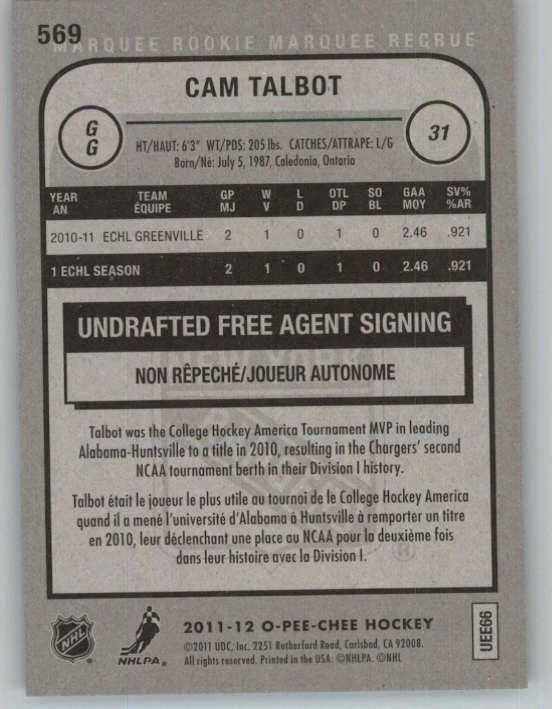 569
MARQUEE ROOKIE MARQUEE RECRUE
CAM TALBOT
G
G
HT/HAUT: 6'3" WT/PDS: 205 lbs. CATCHES/ATTRAPE: L/G
Born/Né: July 5, 1987, Caledonia, Ontario
31
YEAR TEAM GP W L OTL SO GAA SV%
AN ÉQUIPE MJ V D DP BL MOY %AR
2010-11 ECHL GREENVILLE 2 1 0 1 0 2.46 .921
1 ECHL SEASON 2 1 0 1 0 2.46 .921
UNDRAFTED FREE AGENT SIGNING
NON RÊPECHÉ/JOUEUR AUTONOME
Talbot was the College Hockey America Tournament MVP in leading
Alabama-Huntsville to a title in 2010, resulting in the Chargers' second
NCAA tournament berth in their Division I history.
Talbot était le joueur le plus utile au tournoi de le College Hockey America
quand il a mené l'université d'Alabama à Huntsville à remporter un titre
en 2010, leur déclenchant une place au NCAA pour la deuxième fois
dans leur histoire avec la Division I.
®
NHL
NHLPA®
2011-12 O-PEE-CHEE HOCKEY
©2011 UDC, Inc. 2251 Rutherford Road, Carlsbad, CA 92008.
All rights reserved. Printed in the USA. ©NHLPA. ©NHL
UEE66